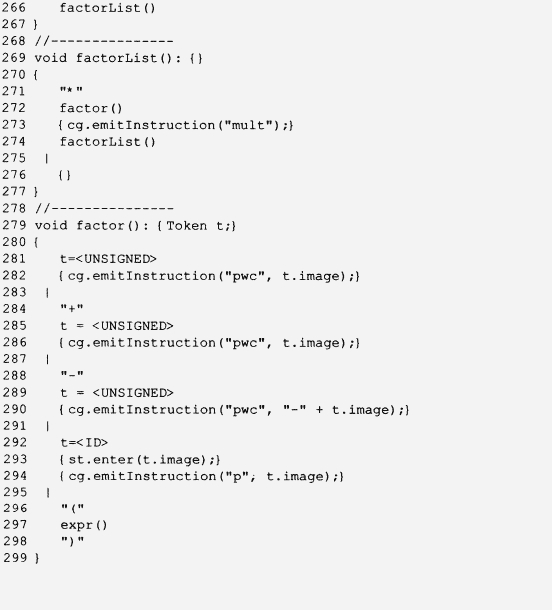 266    factorList()
267 }
268 //---------------
269 void factorList(): {}
270 {
271    "*"
272    factor()
273    {cg.emitInstruction("mult");}
274    factorList()
275  |
276    {}
277 }
278 //---------------
279 void factor(): {Token t;}
280 {
281    t=<UNSIGNED>
282    {cg.emitInstruction("pwc", t.image);}
283  |
284    "+"
285    t = <UNSIGNED>
286    {cg.emitInstruction("pwc", t.image);}
287  |
288    "-"
289    t = <UNSIGNED>
290    {cg.emitInstruction("pwc", "-" + t.image);}
291  |
292    t=<ID>
293    {st.enter(t.image);}
294    {cg.emitInstruction("p", t.image);}
295  |
296    "("
297    expr()
298    ")"
299 }